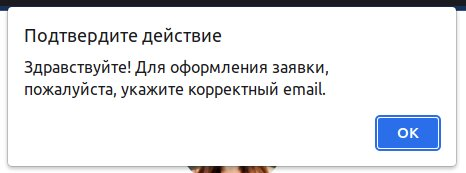 Подтвердите действие
Здравствуйте! Для оформления заявки,
пожалуйста, укажите корректный email.
OK